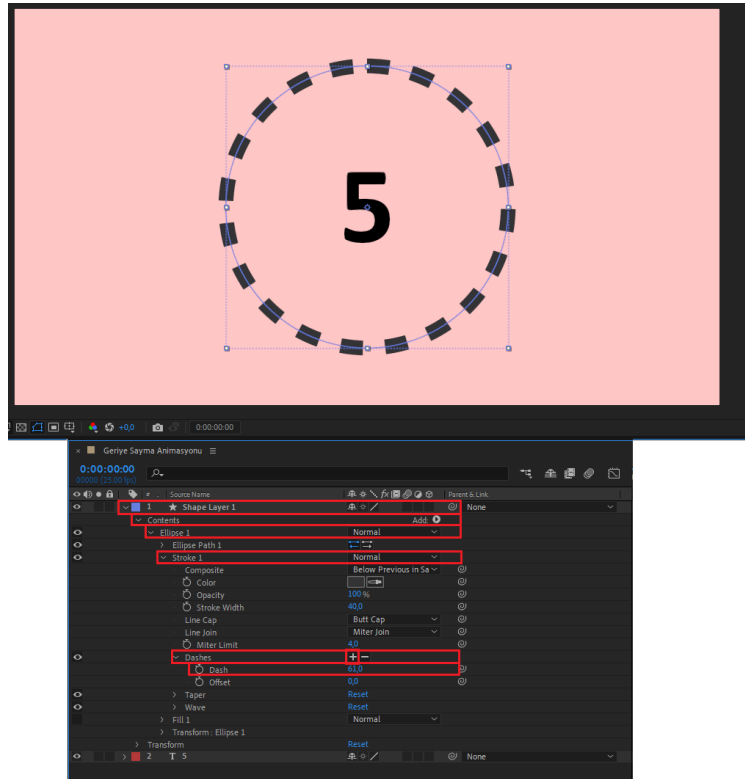 5
+0,0 0:00:00:00
× Geriye Sayma Animasyonu ≡
0:00:00:00
00000 (25.00 fps)
# . Source Name fx Parent & Link
1 ★ Shape Layer 1 None
Contents Add:
Ellipse 1 Normal
Ellipse Path 1
Stroke 1 Normal
Composite Below Previous in Sa
Color
Opacity 100 %
Stroke Width 40,0
Line Cap Butt Cap
Line Join Miter Join
Miter Limit 4,0
Dashes + −
Dash 61,0
Offset 0,0
Taper Reset
Wave Reset
Fill 1 Normal
Transform : Ellipse 1
Transform Reset
2 T 5 None